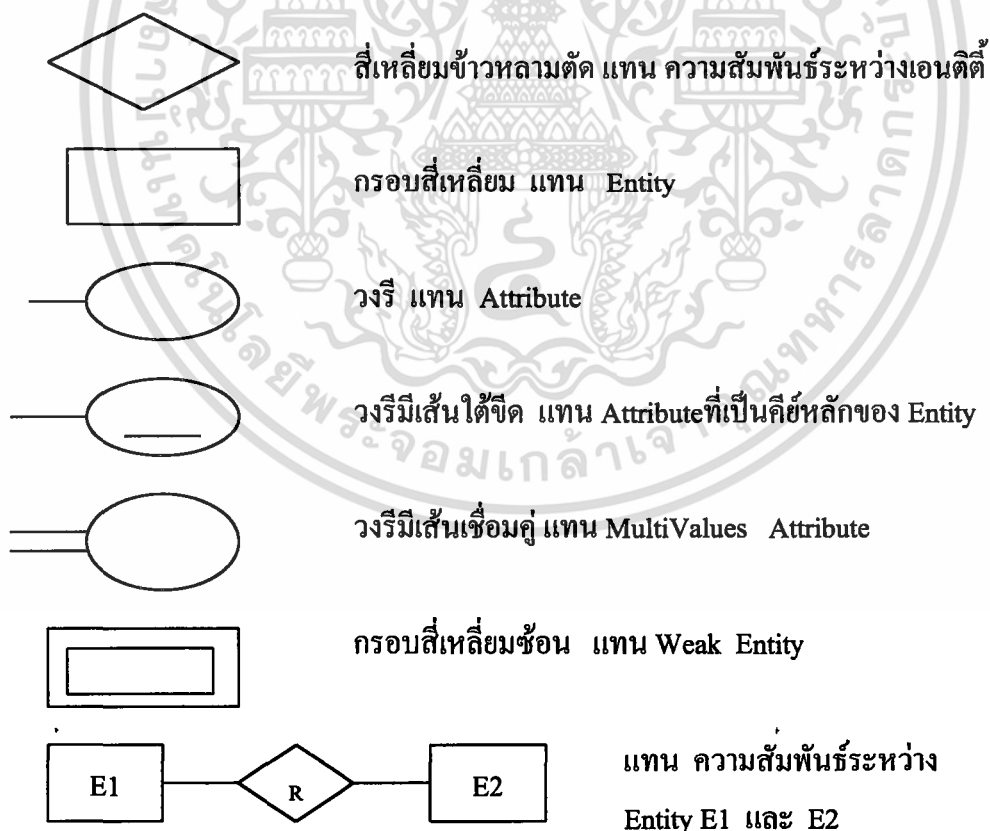 สี่เหลี่ยมข้าวหลามตัด แทน ความสัมพันธ์ระหว่างเอนติตี้
กรอบสี่เหลี่ยม แทน Entity
วงรี แทน Attribute
วงรีมีเส้นใต้ขีด แทน Attributeที่เป็นคีย์หลักของ Entity
วงรีมีเส้นเชื่อมคู่ แทน MultiValues Attribute
กรอบสี่เหลี่ยมซ้อน แทน Weak Entity
E1 R E2 แทน ความสัมพันธ์ระหว่าง
Entity E1 และ E2